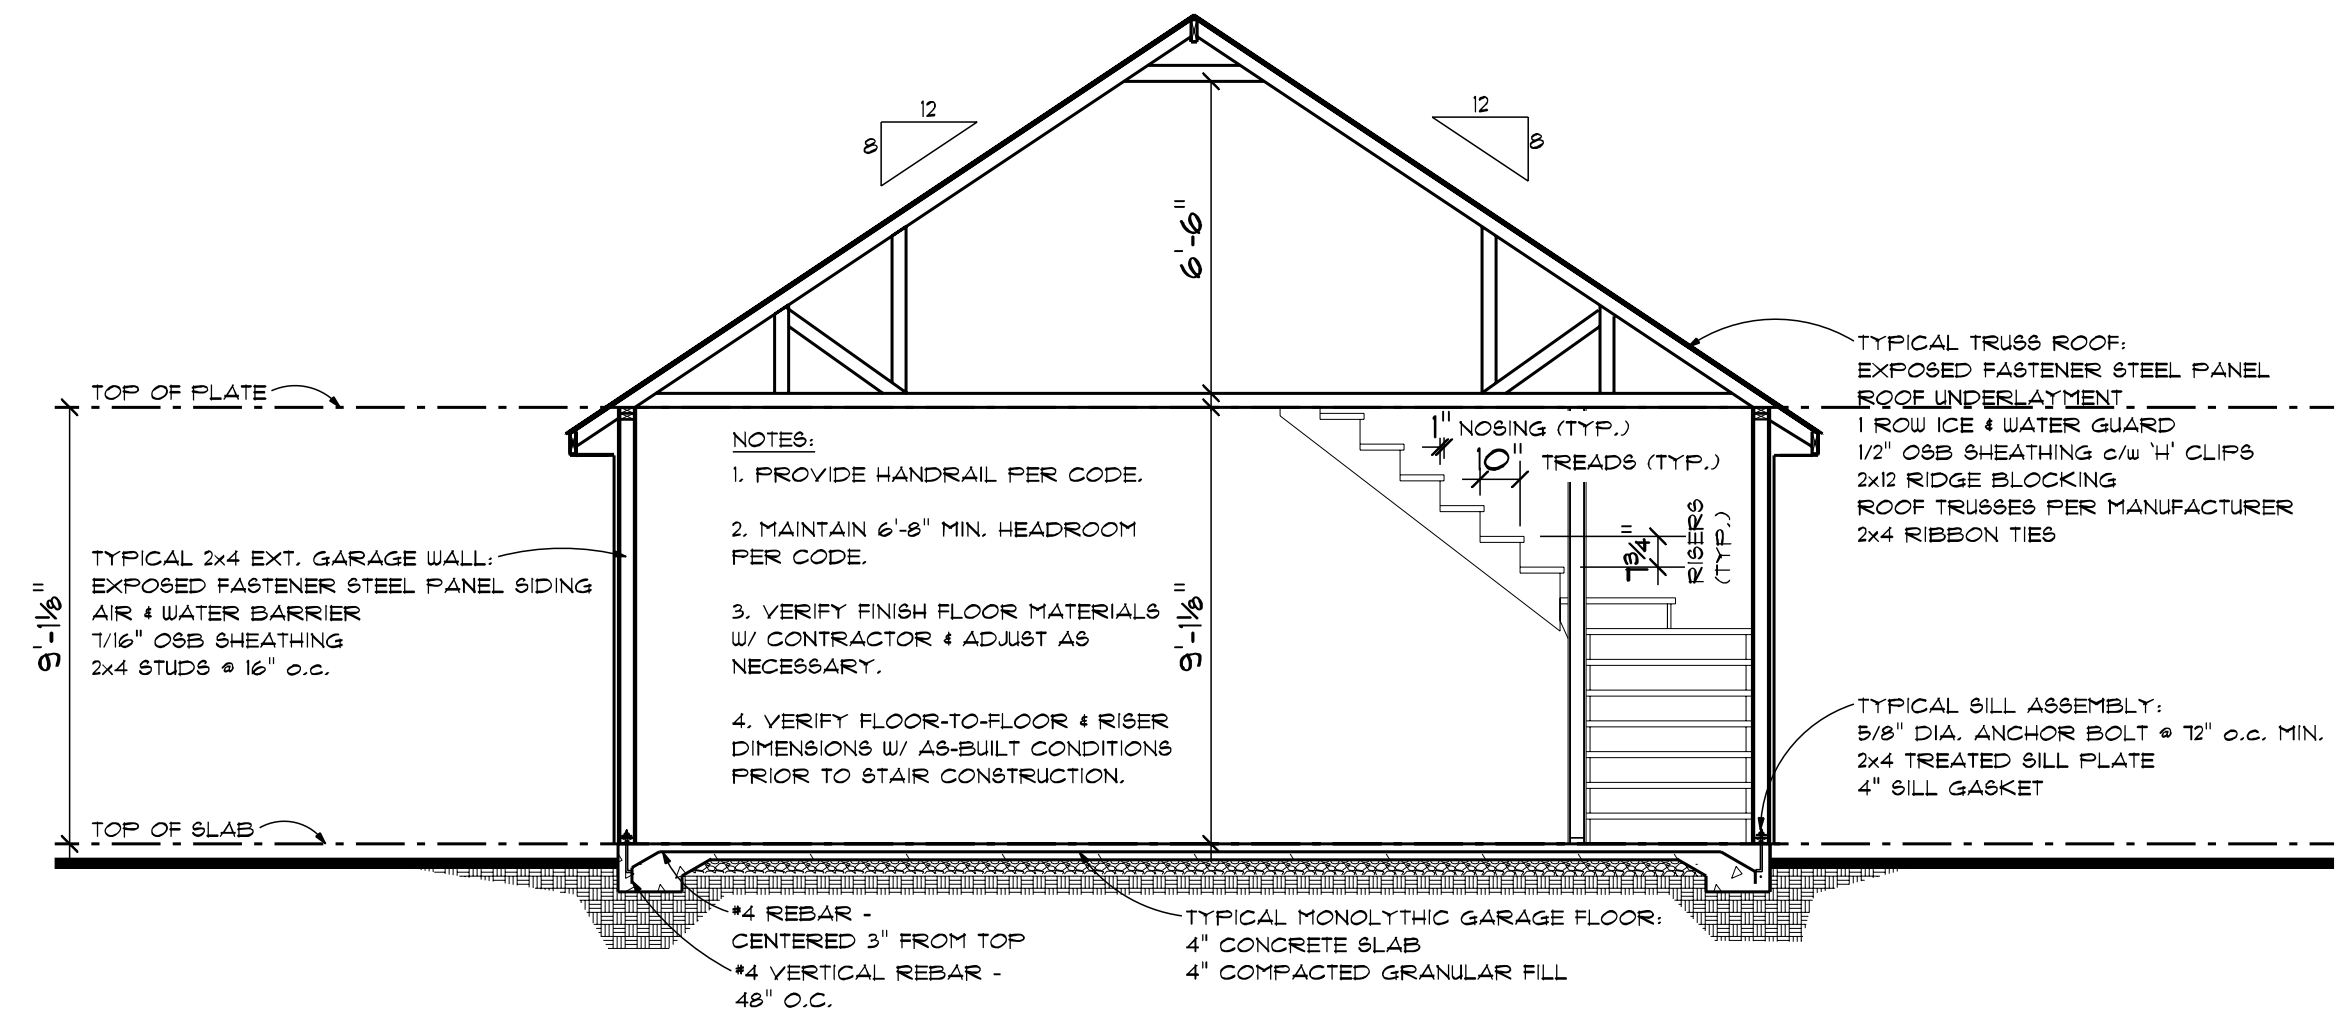 12
8
12
8
6'-6"
TOP OF PLATE
TYPICAL TRUSS ROOF:
EXPOSED FASTENER STEEL PANEL
ROOF UNDERLAYMENT
1 ROW ICE & WATER GUARD
1/2" OSB SHEATHING c/w 'H' CLIPS
2x12 RIDGE BLOCKING
ROOF TRUSSES PER MANUFACTURER
2x4 RIBBON TIES
NOTES:
1. PROVIDE HANDRAIL PER CODE.
2. MAINTAIN 6'-8" MIN. HEADROOM
PER CODE.
3. VERIFY FINISH FLOOR MATERIALS
W/ CONTRACTOR & ADJUST AS
NECESSARY.
4. VERIFY FLOOR-TO-FLOOR & RISER
DIMENSIONS W/ AS-BUILT CONDITIONS
PRIOR TO STAIR CONSTRUCTION.
1" NOSING (TYP.)
10" TREADS (TYP.)
7 3/4"
RISERS
(TYP.)
TYPICAL 2x4 EXT. GARAGE WALL:
EXPOSED FASTENER STEEL PANEL SIDING
AIR & WATER BARRIER
7/16" OSB SHEATHING
2x4 STUDS @ 16" o.c.
9'-1 1/8"
9'-1 1/8"
TYPICAL SILL ASSEMBLY:
5/8" DIA. ANCHOR BOLT @ 72" o.c. MIN.
2x4 TREATED SILL PLATE
4" SILL GASKET
TOP OF SLAB
#4 REBAR -
CENTERED 3" FROM TOP
#4 VERTICAL REBAR -
48" O.C.
TYPICAL MONOLYTHIC GARAGE FLOOR:
4" CONCRETE SLAB
4" COMPACTED GRANULAR FILL